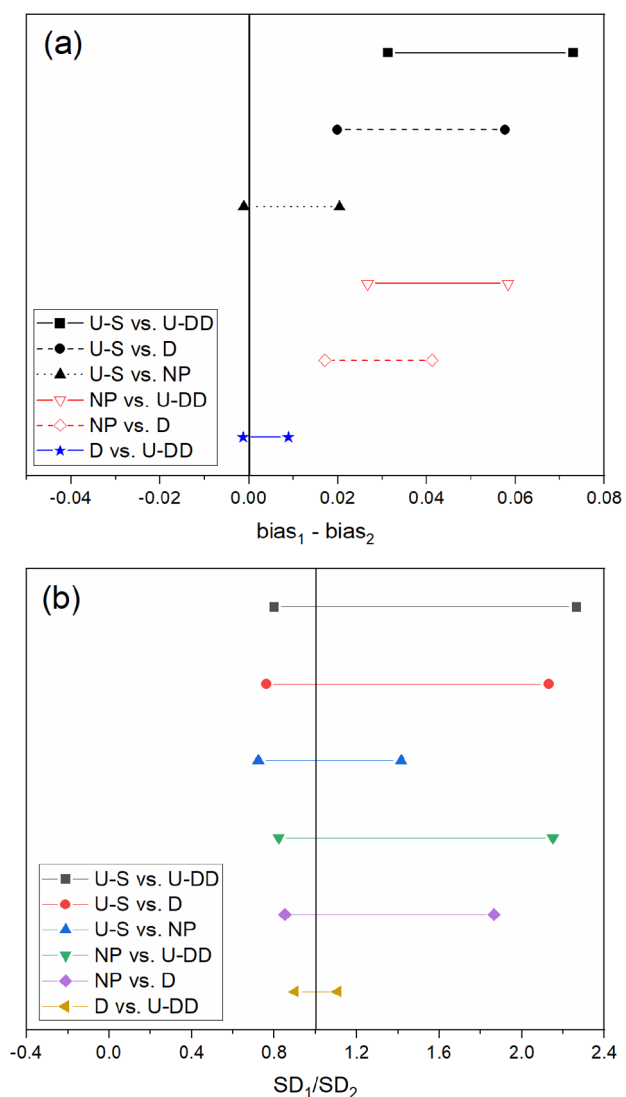 (a)
U-S vs. U-DD
U-S vs. D
U-S vs. NP
NP vs. U-DD
NP vs. D
D vs. U-DD
-0.04 -0.02 0.00 0.02 0.04 0.06 0.08
bias₁ - bias₂
(b)
U-S vs. U-DD
U-S vs. D
U-S vs. NP
NP vs. U-DD
NP vs. D
D vs. U-DD
-0.4 0.0 0.4 0.8 1.2 1.6 2.0 2.4
SD₁/SD₂